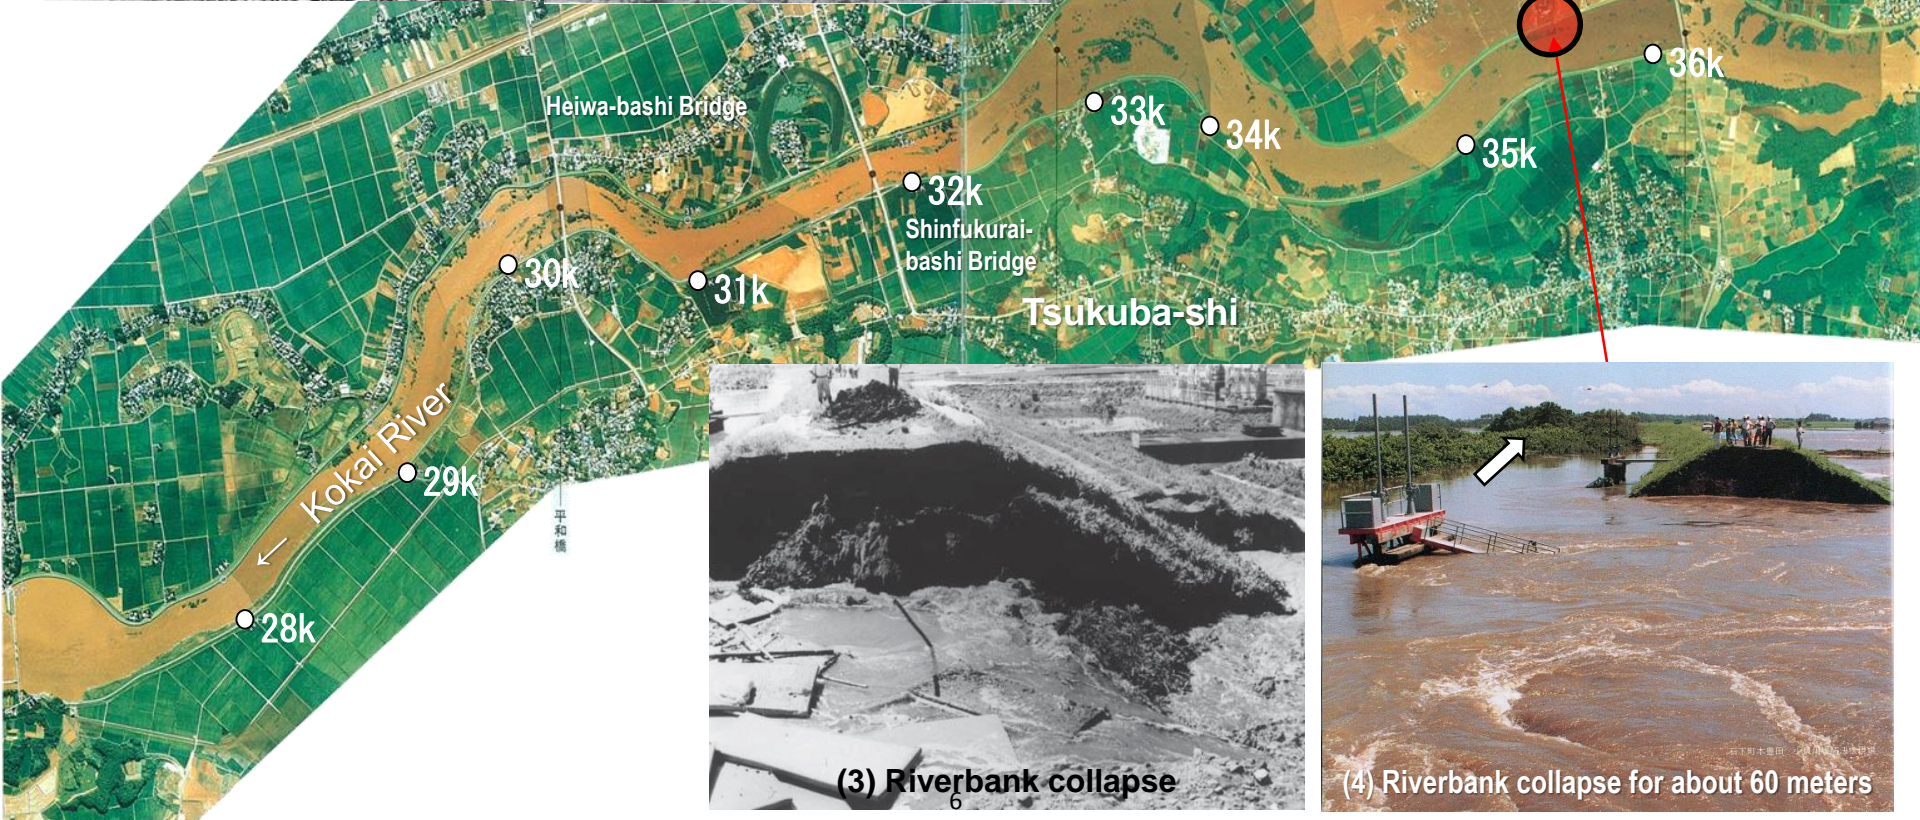 36k
Heiwa-bashi Bridge
33k
34k
35k
32k
Shinfukurai-
bashi Bridge
30k
31k
Tsukuba-shi
Kokai River
29k
平和橋
28k
(3) Riverbank collapse
(4) Riverbank collapse for about 60 meters
6